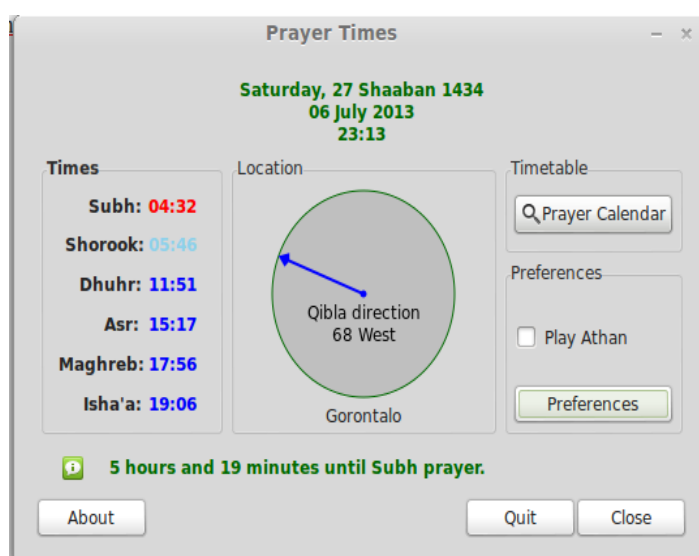 Prayer Times
Saturday, 27 Shaaban 1434
06 July 2013
23:13
Times
Subh: 04:32
Shorook: 05:46
Dhuhr: 11:51
Asr: 15:17
Maghreb: 17:56
Isha'a: 19:06
Location
Qibla direction
68 West
Gorontalo
Timetable
Prayer Calendar
Preferences
Play Athan
Preferences
5 hours and 19 minutes until Subh prayer.
About
Quit
Close